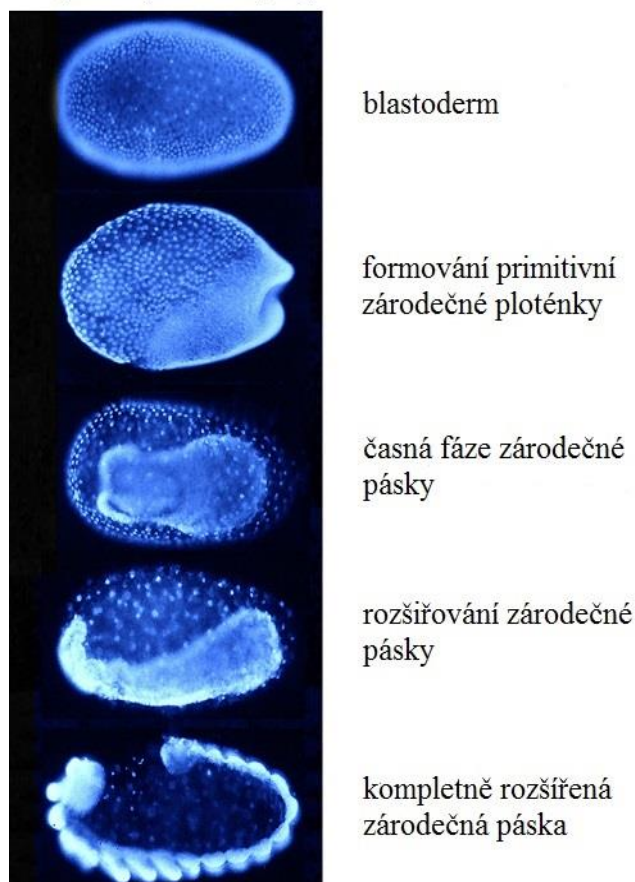 blastoderm
formování primitivní
zárodečné ploténky
časná fáze zárodečné
pásky
rozšiřování zárodečné
pásky
kompletně rozšířená
zárodečná páska